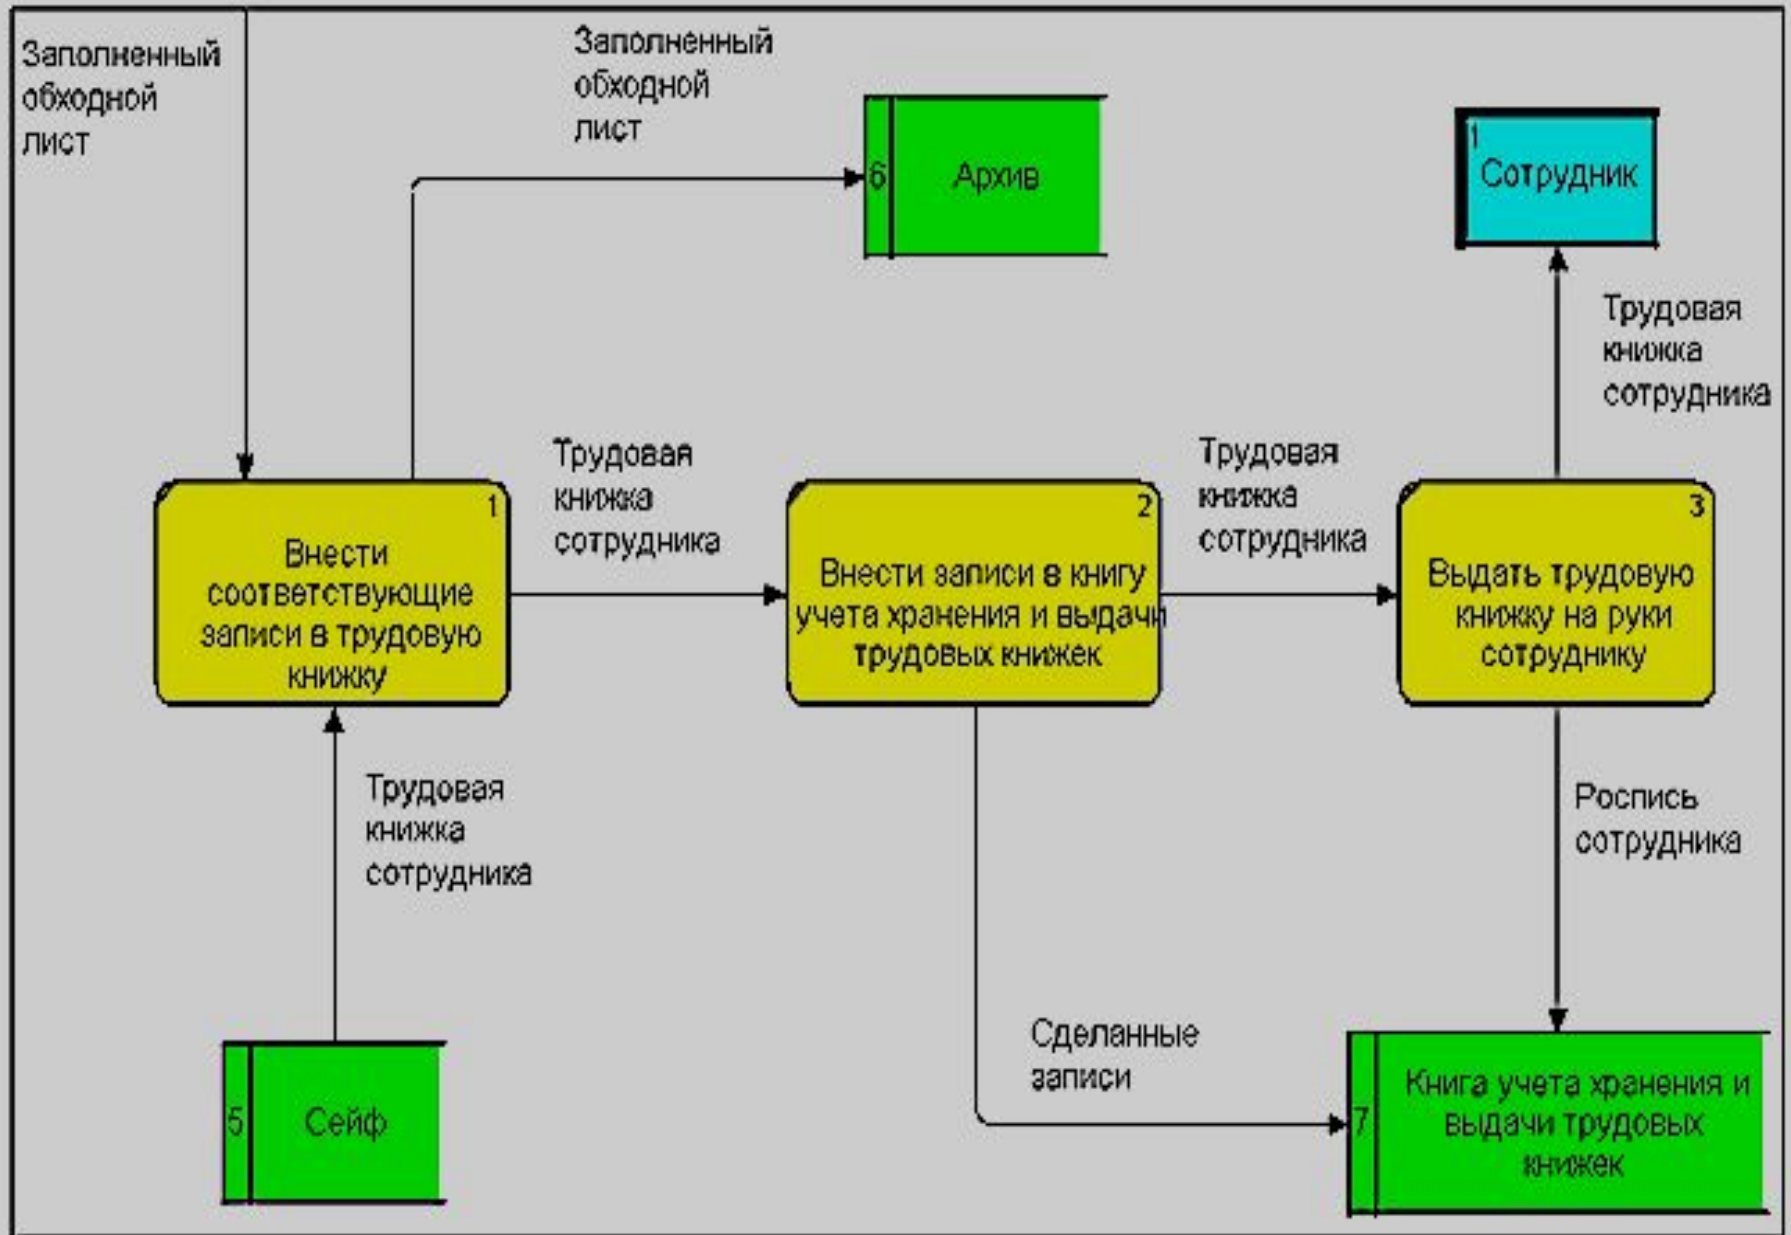 Заполненный
обходной
лист
Заполненный
обходной
лист
6
Архив
1
Сотрудник
Трудовая
книжка
сотрудника
1
Внести
соответствующие
записи в трудовую
книжку
Трудовая
книжка
сотрудника
2
Внести записи в книгу
учета хранения и выдачи
трудовых книжек
Трудовая
книжка
сотрудника
3
Выдать трудовую
книжку на руки
сотруднику
Трудовая
книжка
сотрудника
Роспись
сотрудника
5
Сейф
Сделанные
записи
7
Книга учета хранения и
выдачи трудовых
книжек